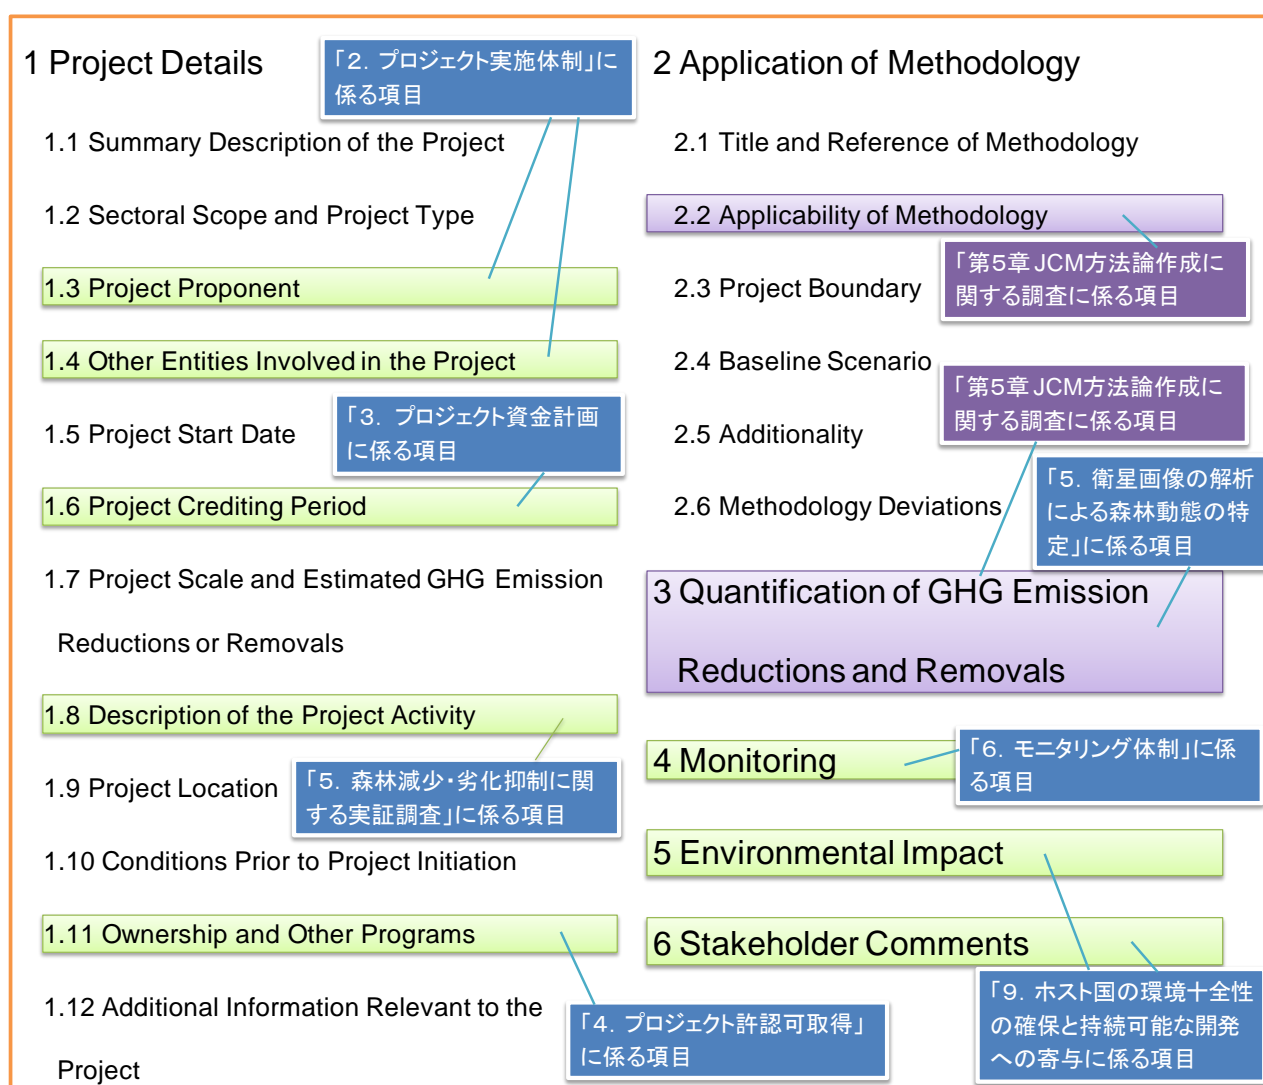 1 Project Details
「2．プロジェクト実施体制」に
係る項目
1.1 Summary Description of the Project
1.2 Sectoral Scope and Project Type
1.3 Project Proponent
1.4 Other Entities Involved in the Project
「3．プロジェクト資金計画
に係る項目
1.5 Project Start Date
1.6 Project Crediting Period
1.7 Project Scale and Estimated GHG Emission
Reductions or Removals
1.8 Description of the Project Activity
1.9 Project Location
「5．森林減少・劣化抑制に関
する実証調査」に係る項目
1.10 Conditions Prior to Project Initiation
1.11 Ownership and Other Programs
1.12 Additional Information Relevant to the
Project
「4．プロジェクト許認可取得」
に係る項目
2 Application of Methodology
2.1 Title and Reference of Methodology
2.2 Applicability of Methodology
「第5章 JCM方法論作成に
関する調査に係る項目
2.3 Project Boundary
2.4 Baseline Scenario
「第5章 JCM方法論作成に
関する調査に係る項目
2.5 Additionality
2.6 Methodology Deviations
「5．衛星画像の解析
による森林動態の特
定」に係る項目
3 Quantification of GHG Emission
Reductions and Removals
4 Monitoring
「6．モニタリング体制」に係
る項目
5 Environmental Impact
6 Stakeholder Comments
「9．ホスト国の環境十全性
の確保と持続可能な開発
への寄与に係る項目